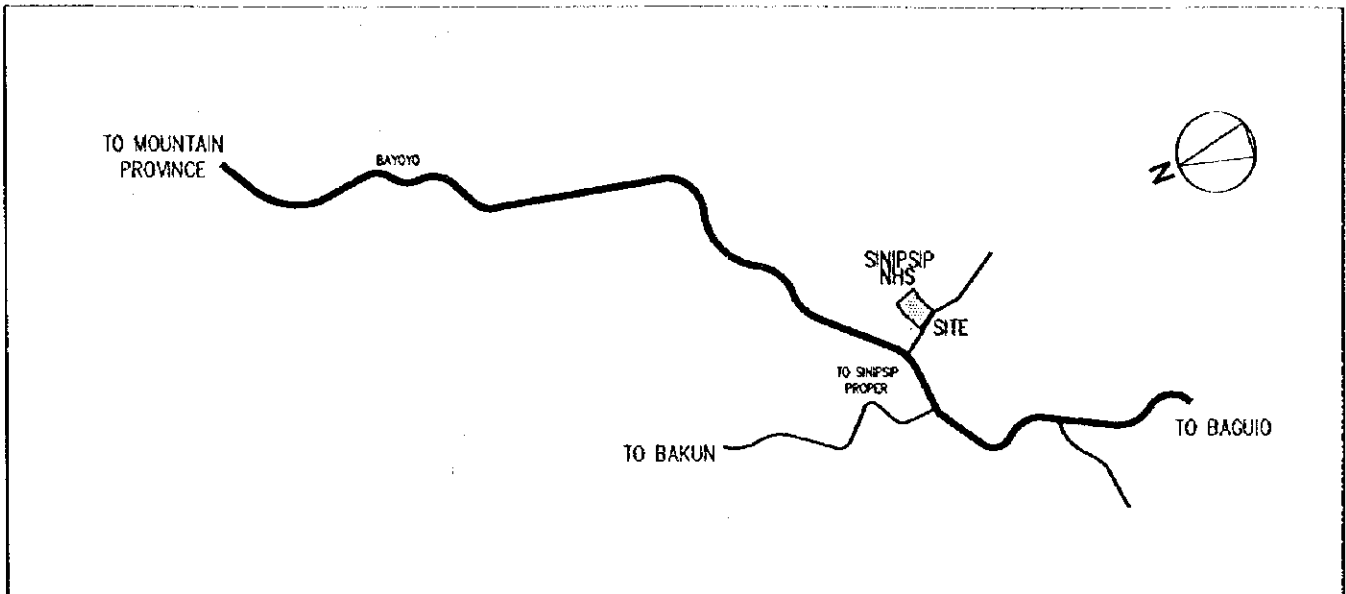 TO MOUNTAIN
PROVINCE
BAYOYO
N
SINIPSIP
NHS
SITE
TO SINIPSIP
PROPER
TO BAKUN
TO BAGUIO